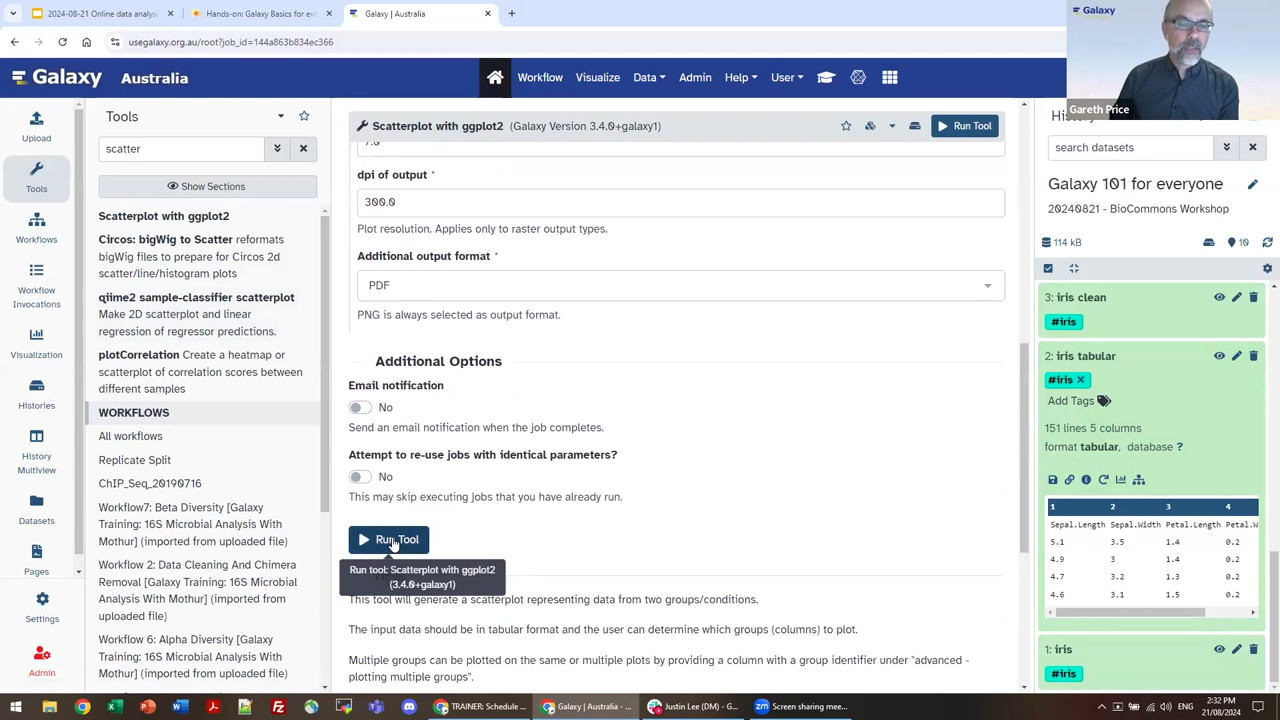 2024-08-21 Online data analysi
Hands-on: Galaxy Basics for ev
Galaxy | Australia
usegalaxy.org.au/root?job_id=144a863b834ec366
Galaxy
Gareth Price
Galaxy Australia
Workflow Visualize Data Admin Help User
Upload
Tools
Workflows
Workflow Invocations
Visualization
Histories
History Multiview
Datasets
Pages
Settings
Admin
Tools
scatter
Show Sections
Scatterplot with ggplot2
Circos: bigWig to Scatter reformats
bigWig files to prepare for Circos 2d
scatter/line/histogram plots
qiime2 sample-classifier scatterplot
Make 2D scatterplot and linear
regression of regressor predictions.
plotCorrelation Create a heatmap or
scatterplot of correlation scores between
different samples
WORKFLOWS
All workflows
Replicate Split
ChIP_Seq_20190716
Workflow7: Beta Diversity [Galaxy
Training: 16S Microbial Analysis With
Mothur] (imported from uploaded file)
Workflow 2: Data Cleaning And Chimera
Removal [Galaxy Training: 16S Microbial
Analysis With Mothur] (imported from
uploaded file)
Workflow 6: Alpha Diversity [Galaxy
Training: 16S Microbial Analysis With
Mothur] (imported from uploaded file)
Scatterplot with ggplot2 (Galaxy Version 3.4.0+galaxy1)
Run Tool
7.0
dpi of output *
300.0
Plot resolution. Applies only to raster output types.
Additional output format *
PDF
PNG is always selected as output format.
Additional Options
Email notification
No
Send an email notification when the job completes.
Attempt to re-use jobs with identical parameters?
No
This may skip executing jobs that you have already run.
Run Tool
Run tool: Scatterplot with ggplot2
(3.4.0+galaxy1)
This tool will generate a scatterplot representing data from two groups/conditions.
The input data should be in tabular format and the user can determine which groups (columns) to plot.
Multiple groups can be plotted on the same or multiple plots by providing a column with a group identifier under "advanced -
plotting multiple groups".
search datasets
Galaxy 101 for everyone
20240821 - BioCommons Workshop
114 kB
10
3: iris clean
#iris
2: iris tabular
#iris
Add Tags
151 lines 5 columns
format tabular, database ?
1 2 3 4
Sepal.Length Sepal.Width Petal.Length Petal.W
5.1 3.5 1.4 0.2
4.9 3 1.4 0.2
4.7 3.2 1.3 0.2
4.6 3.1 1.5 0.2
1: iris
#iris
TRAINER: Schedule ...
Galaxy | Australia - ...
Justin Lee (DM) - G...
Screen sharing mee...
2:32 PM
21/08/2024